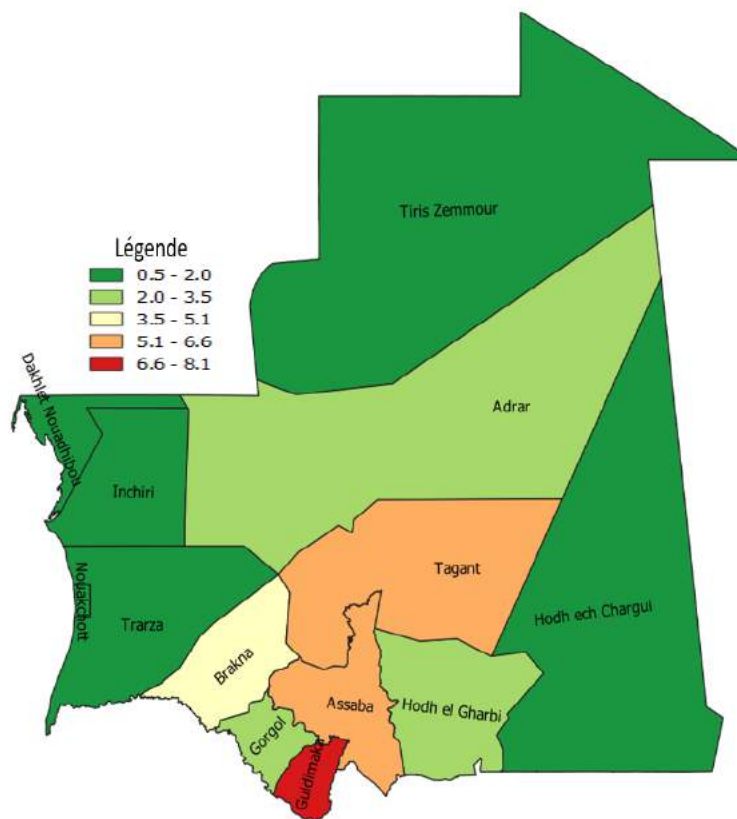 Tiris Zemmour
Légende
0.5 - 2.0
2.0 - 3.5
3.5 - 5.1
5.1 - 6.6
6.6 - 8.1
Dakhlet Nouadhibou
Adrar
Inchiri
Tagant
Nouakchott
Trarza
Hodh ech Chargui
Brakna
Assaba
Hodh el Gharbi
Gorgol
Guidimaka